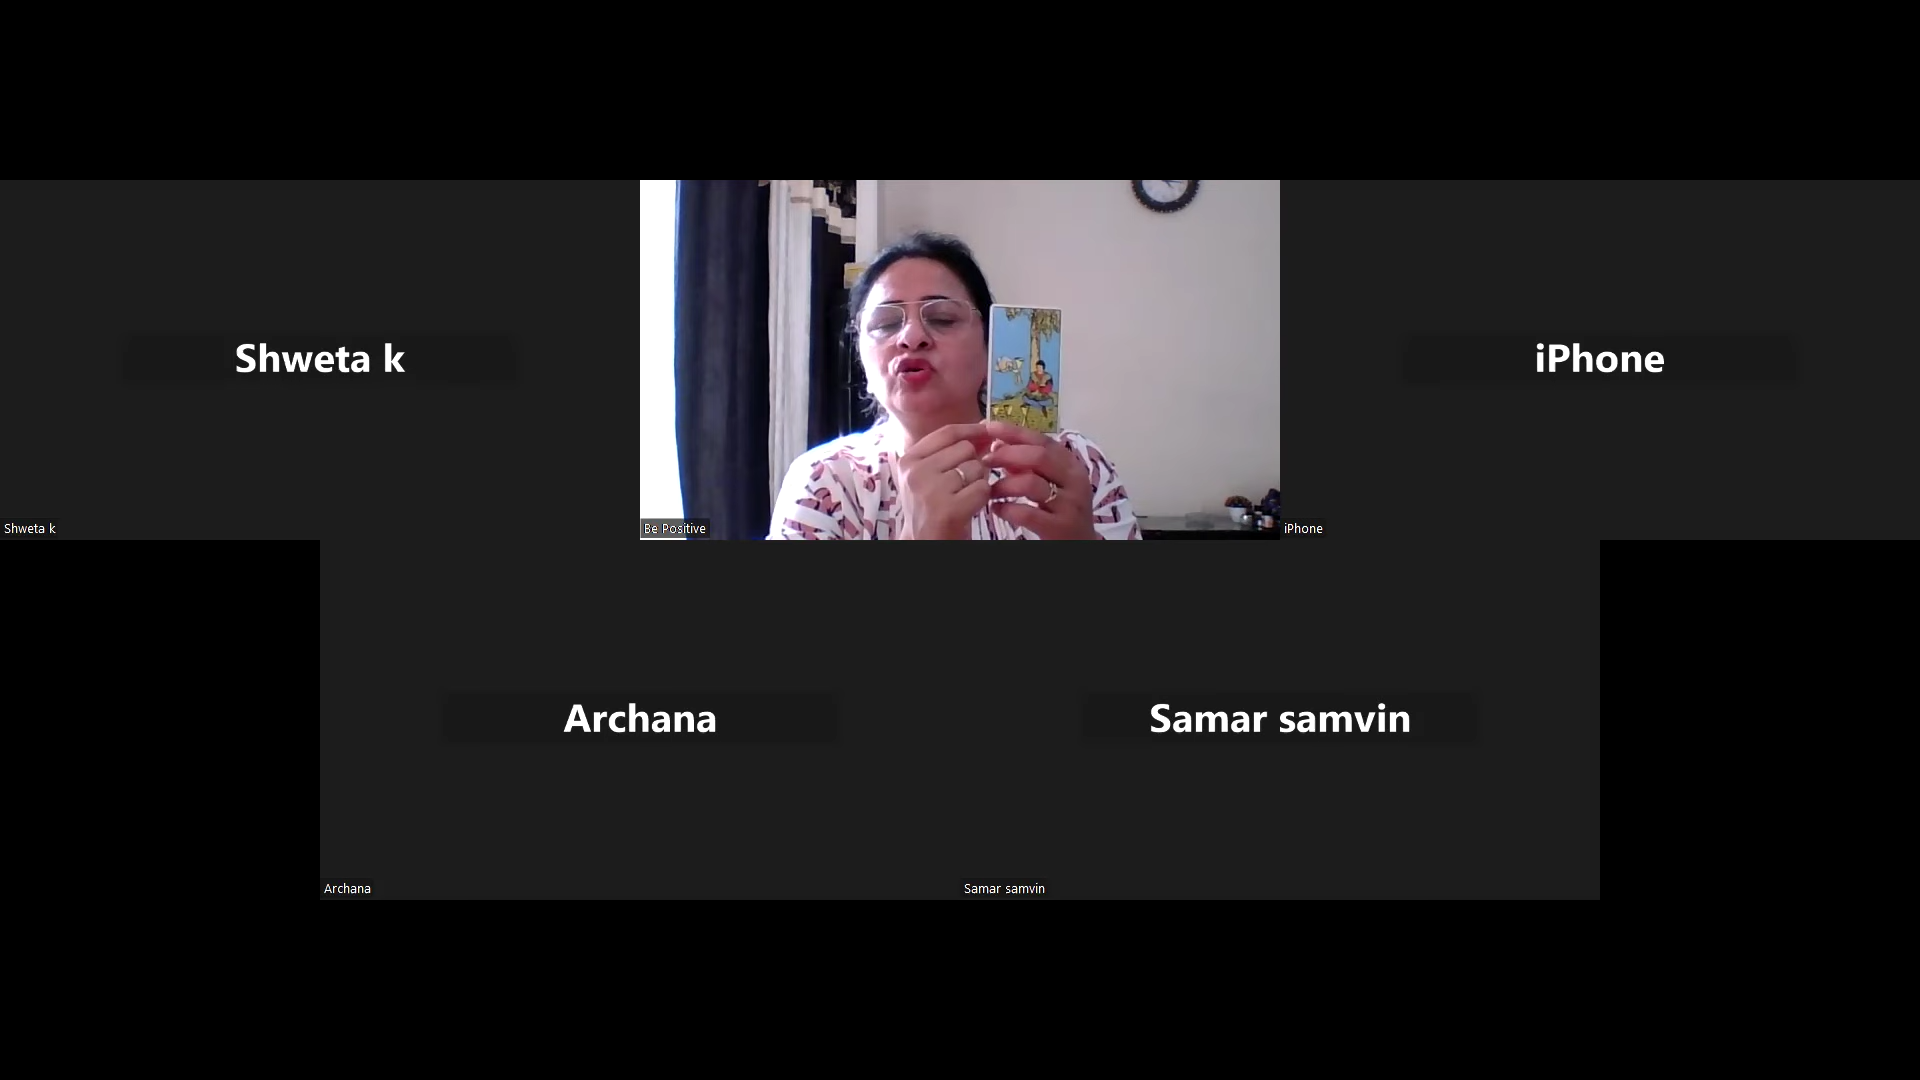 Shweta k
iPhone
Shweta k
Be Positive
iPhone
Archana
Samar samvin
Archana
Samar samvin